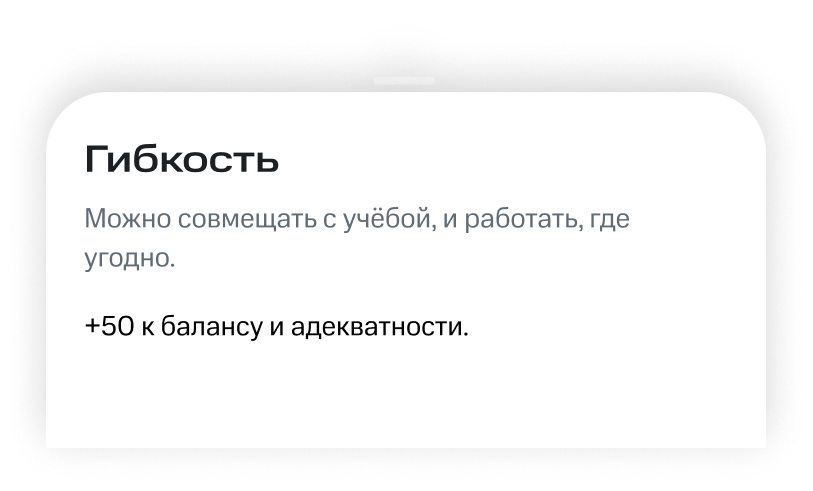 Гибкость
Можно совмещать с учёбой, и работать, где
угодно.
+50 к балансу и адекватности.